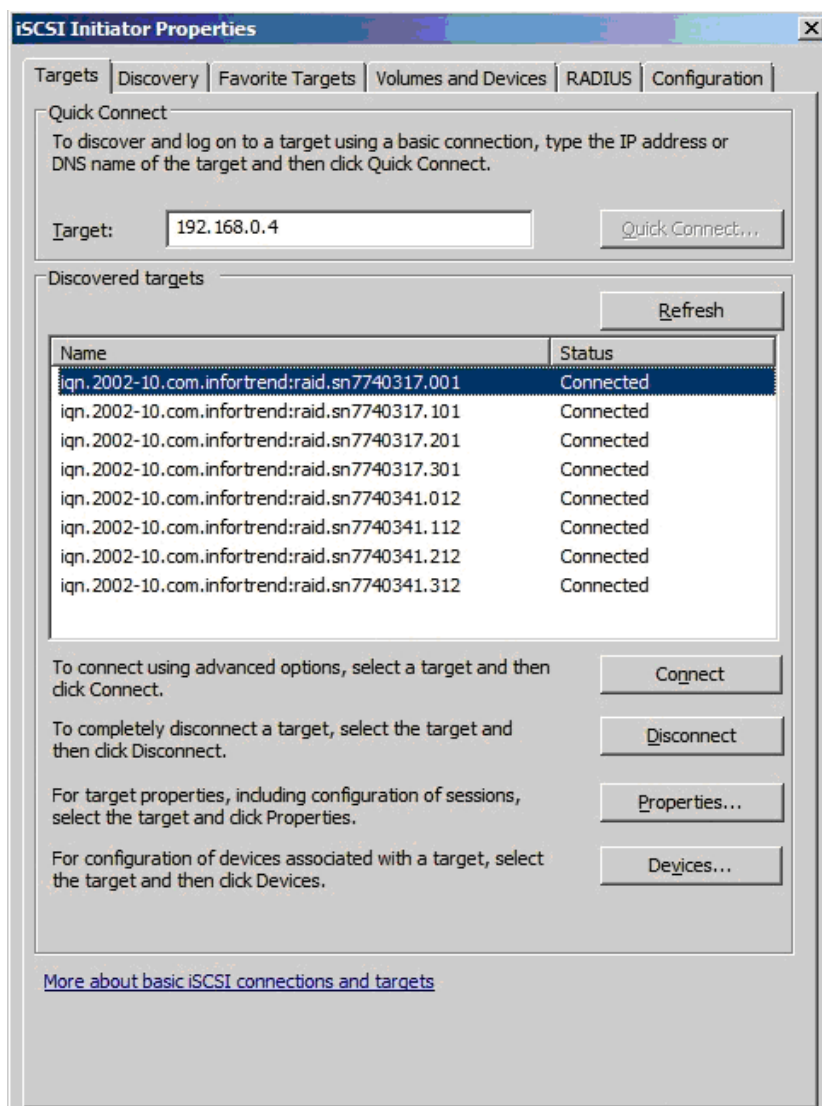 iSCSI Initiator Properties
Targets Discovery Favorite Targets Volumes and Devices RADIUS Configuration
Quick Connect
To discover and log on to a target using a basic connection, type the IP address or
DNS name of the target and then click Quick Connect.
Target: 192.168.0.4 Quick Connect...
Discovered targets
Refresh
Name Status
iqn.2002-10.com.infortrend:raid.sn7740317.001 Connected
iqn.2002-10.com.infortrend:raid.sn7740317.101 Connected
iqn.2002-10.com.infortrend:raid.sn7740317.201 Connected
iqn.2002-10.com.infortrend:raid.sn7740317.301 Connected
iqn.2002-10.com.infortrend:raid.sn7740341.012 Connected
iqn.2002-10.com.infortrend:raid.sn7740341.112 Connected
iqn.2002-10.com.infortrend:raid.sn7740341.212 Connected
iqn.2002-10.com.infortrend:raid.sn7740341.312 Connected
To connect using advanced options, select a target and then
click Connect.
Connect
To completely disconnect a target, select the target and
then click Disconnect.
Disconnect
For target properties, including configuration of sessions,
select the target and click Properties.
Properties...
For configuration of devices associated with a target, select
the target and then click Devices.
Devices...
More about basic iSCSI connections and targets